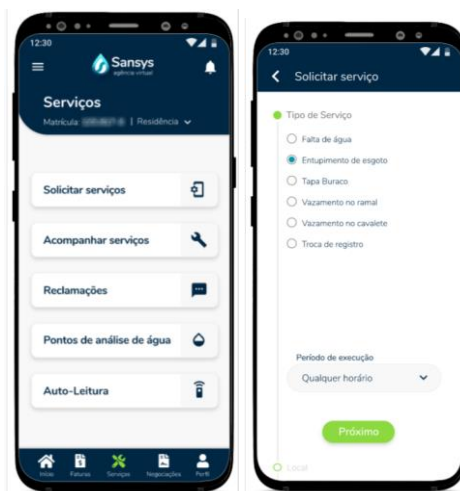 12:30
Sansys
agência virtual
Serviços
Matrícula: | Residência
Solicitar serviços
Acompanhar serviços
Reclamações
Pontos de análise de água
Auto-Leitura
Início Faturas Serviços Negociações Perfil
12:30
Solicitar serviço
Tipo de Serviço
Falta de água
Entupimento de esgoto
Tapa Buraco
Vazamento no ramal
Vazamento no cavalete
Troca de registro
Período de execução
Qualquer horário
Próximo
Local